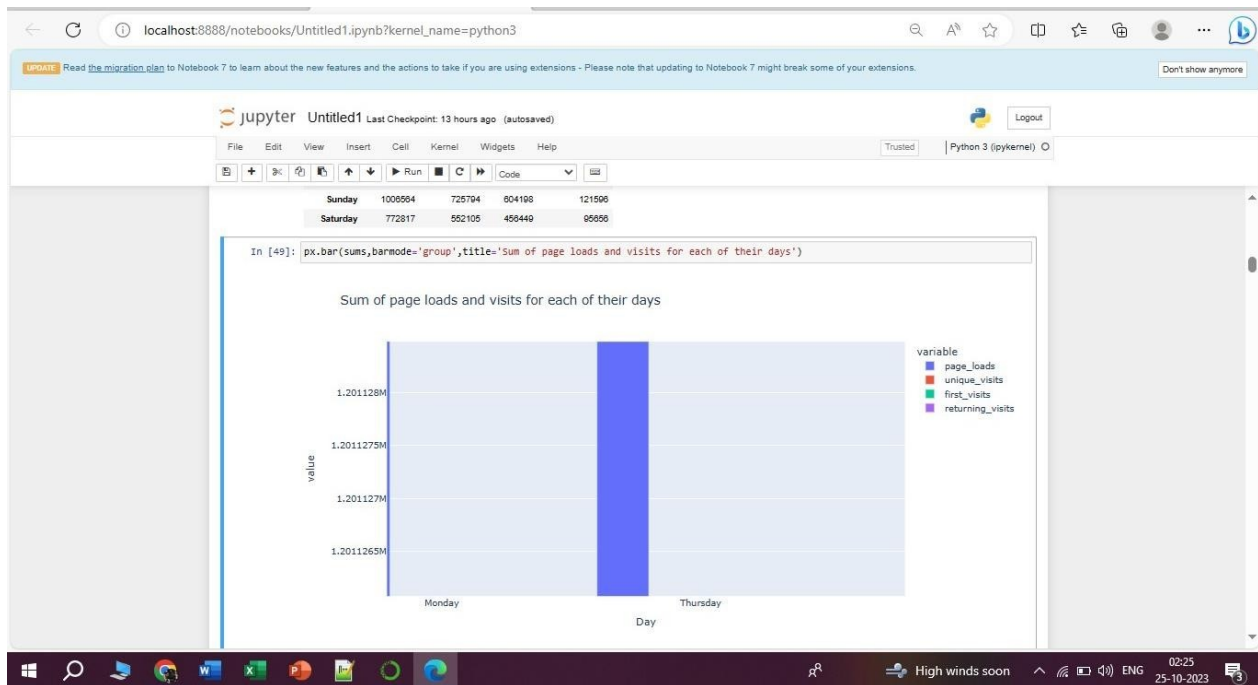 localhost:8888/notebooks/Untitled1.ipynb?kernel_name=python3
UPDATE Read the migration plan to Notebook 7 to learn about the new features and the actions to take if you are using extensions - Please note that updating to Notebook 7 might break some of your extensions. Don't show anymore
jupyter Untitled1 Last Checkpoint: 13 hours ago (autosaved) Logout
File Edit View Insert Cell Kernel Widgets Help Trusted Python 3 (ipykernel)
Run Code
Sunday 1006564 725794 604198 121596
Saturday 772817 552105 456449 95656
In [49]: px.bar(sums,barmode='group',title='Sum of page loads and visits for each of their days')
Sum of page loads and visits for each of their days
variable
page_loads
unique_visits
first_visits
returning_visits
1.201128M
1.2011275M
1.201127M
1.2011265M
value
Monday Thursday
Day
High winds soon ENG 02:25
25-10-2023